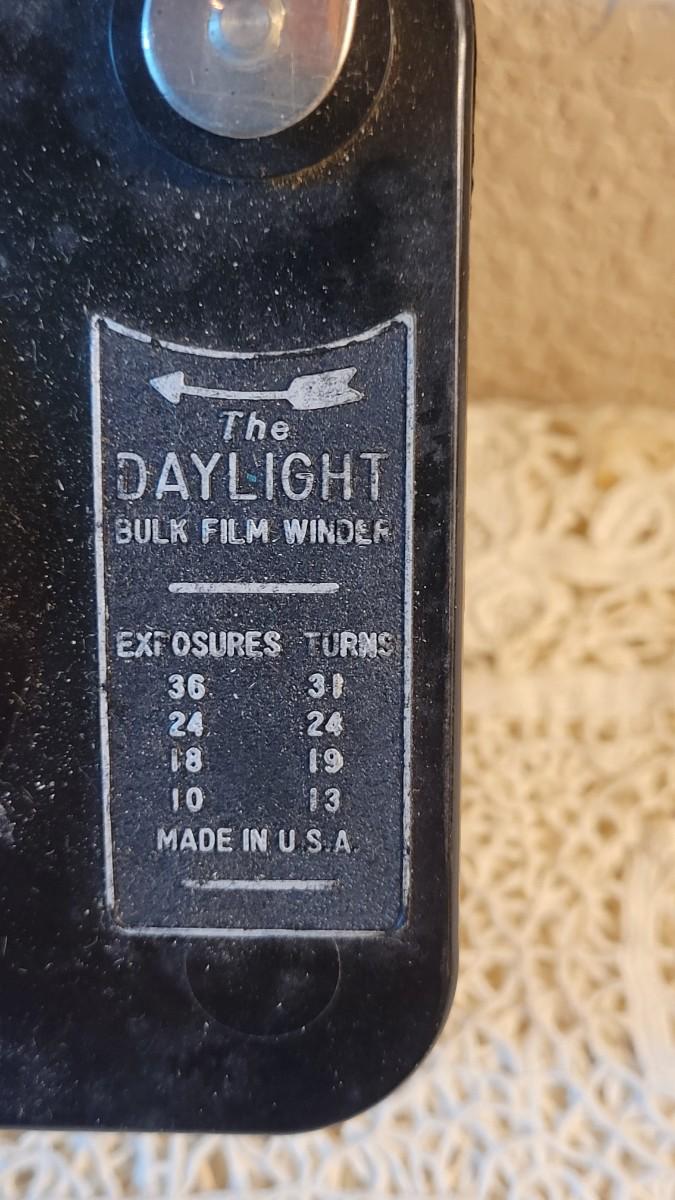 The
DAYLIGHT
BULK FILM WINDER
EXPOSURES TURNS
36 31
24 24
18 19
10 13
MADE IN U.S.A.